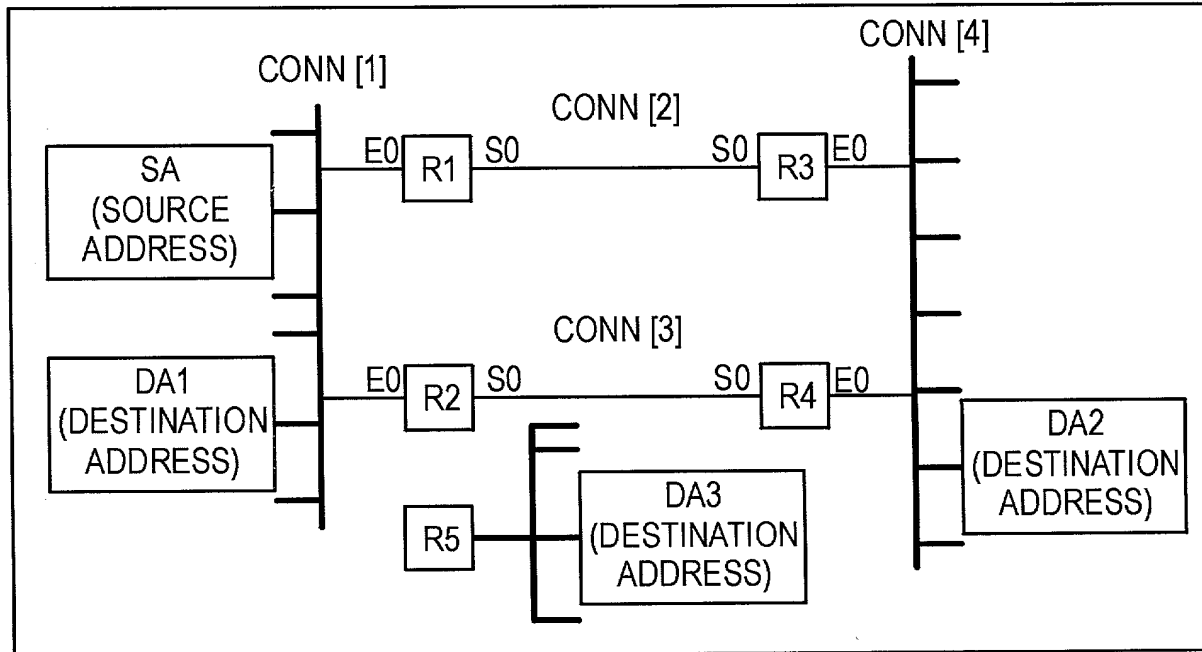 CONN [4]
CONN [1]
CONN [2]
E0 R1 S0
S0 R3 E0
SA
(SOURCE
ADDRESS)
CONN [3]
E0 R2 S0
S0 R4 E0
DA1
(DESTINATION
ADDRESS)
DA2
(DESTINATION
ADDRESS)
R5
DA3
(DESTINATION
ADDRESS)